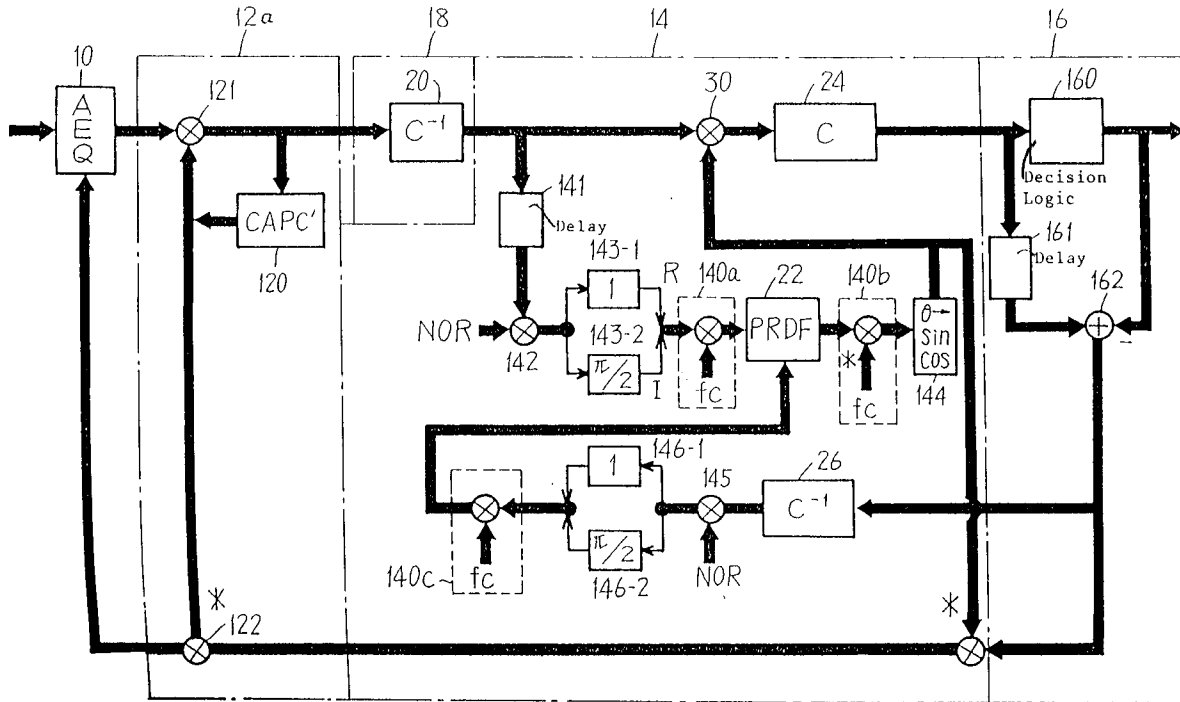 12a
18
14
16
10
AEQ
121
20
C⁻¹
30
24
C
160
Decision
Logic
CAPC'
120
141
Delay
161
Delay
143-1
1
R
140a
22
PRDF
140b
162
NOR
142
143-2
π/2
I
fc
*
fc
θ→
sin
cos
144
-
146-1
1
145
26
C⁻¹
140c
fc
π/2
146-2
NOR
*
122
*